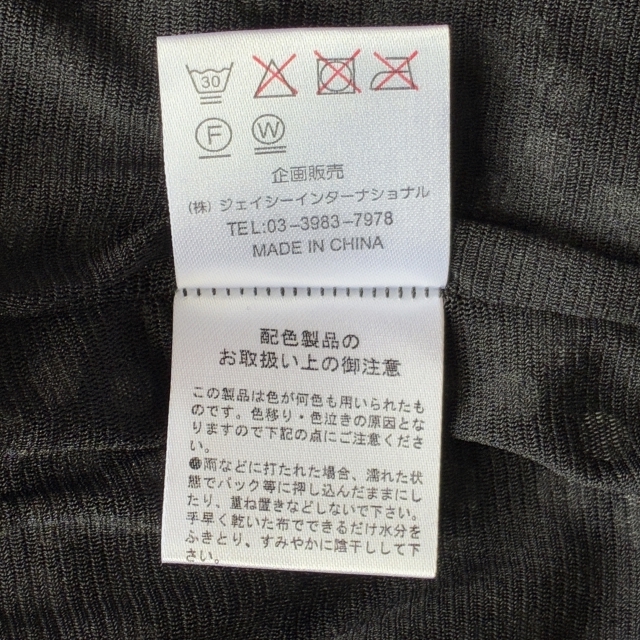 30
F W
企画販売
(株) ジェイシーインターナショナル
TEL:03-3983-7978
MADE IN CHINA
配色製品の
お取扱い上の御注意
この製品は色が何色も用いられたも
のです。色移り・色泣きの原因とな
りますので下記の点にご注意くださ
い。
●雨などに打たれた場合、濡れた状
態でバック等に押し込んだままにし
たり、重ね置きなどしないで下さい。
手早く乾いた布でできるだけ水分を
ふきとり、すみやかに陰干しして下
さい。